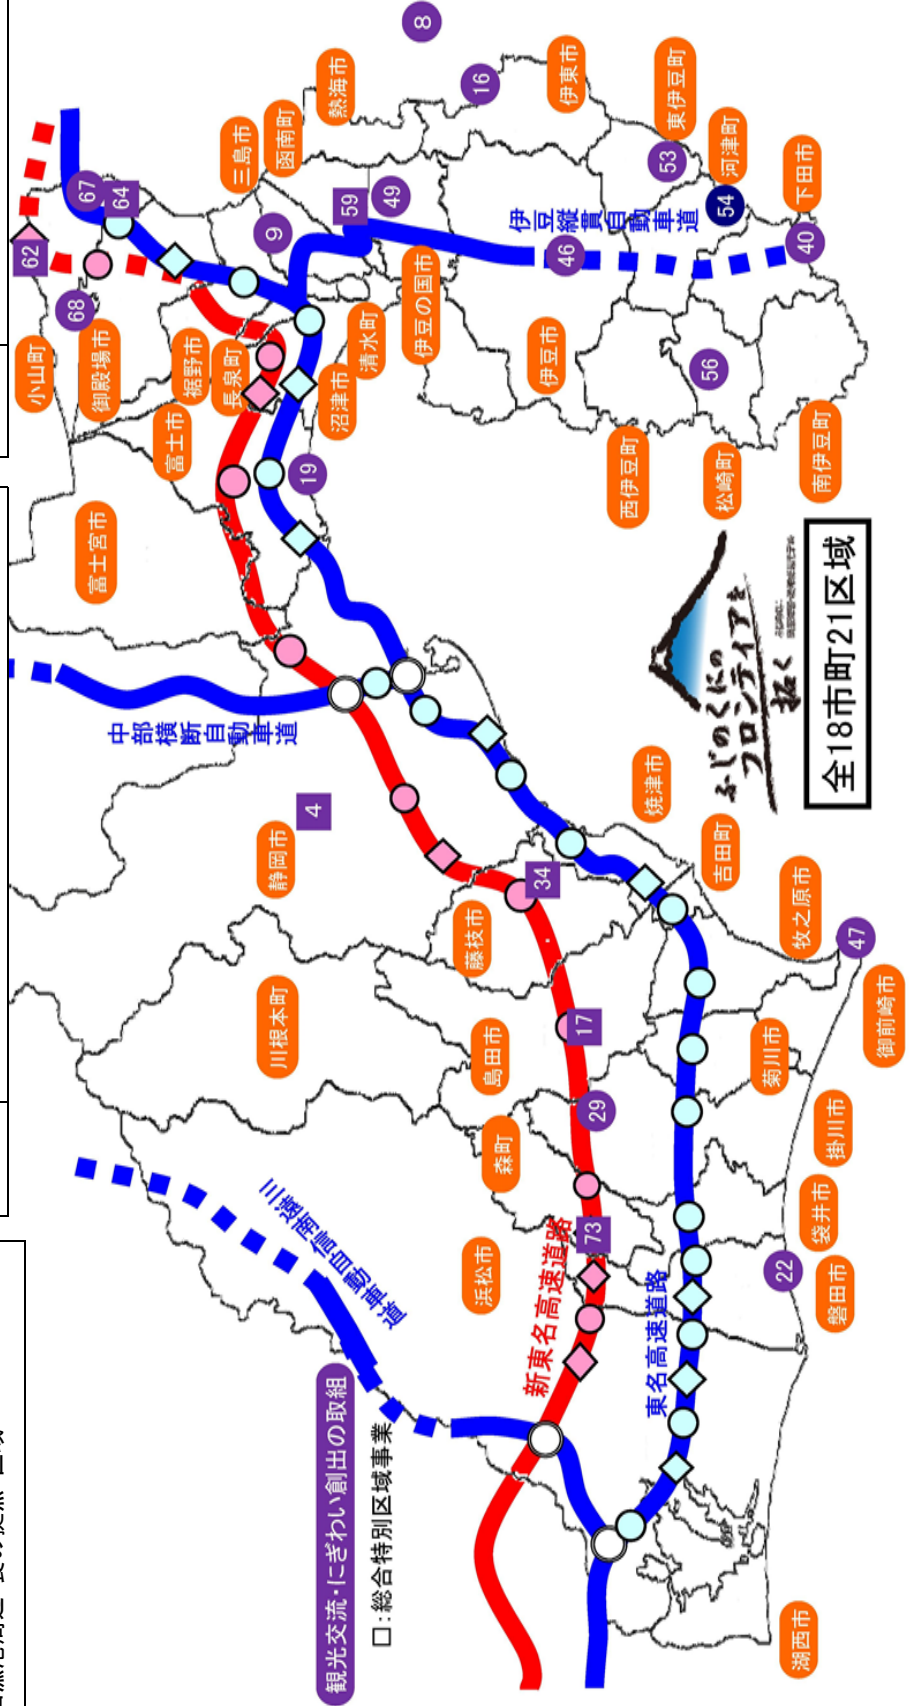 観光交流・にぎわい創出の取組
□：総合特別区域事業
三遠南信自動車道
中部横断自動車道
伊豆縦貫自動車道
新東名高速道路
東名高速道路
湖西市
浜松市
磐田市
袋井市
掛川市
森町
菊川市
御前崎市
牧之原市
島田市
川根本町
藤枝市
吉田町
焼津市
静岡市
富士宮市
富士市
沼津市
長泉町
裾野市
清水町
御殿場市
小山町
三島市
函南町
熱海市
伊豆の国市
伊豆市
伊東市
東伊豆町
河津町
下田市
西伊豆町
松崎町
南伊豆町
73
22
29
17
34
47
4
19
68
62
67
64
9
59
49
8
16
46
53
54
40
56
ふじのくにの
フロンティアを
拓く
全18市町21区域